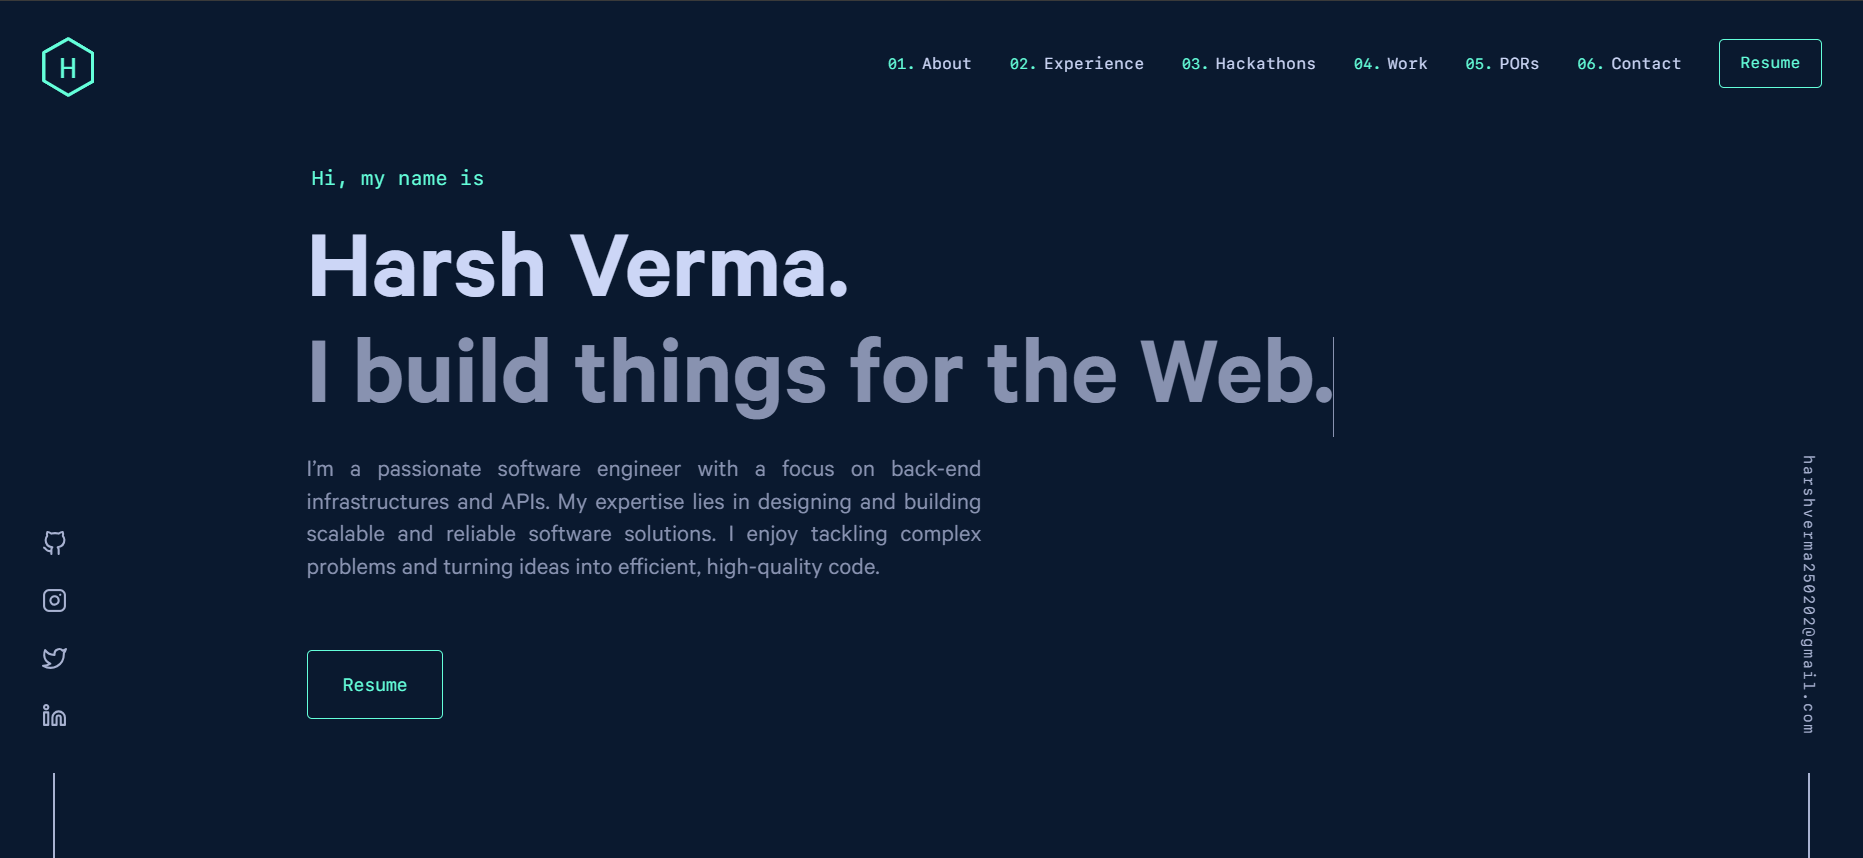 H
01. About
02. Experience
03. Hackathons
04. Work
05. PORs
06. Contact
Resume
Hi, my name is
Harsh Verma.
I build things for the Web.
I’m a passionate software engineer with a focus on back-end
infrastructures and APIs. My expertise lies in designing and building
scalable and reliable software solutions. I enjoy tackling complex
problems and turning ideas into efficient, high-quality code.
Resume
in
harshverma250202@gmail.com